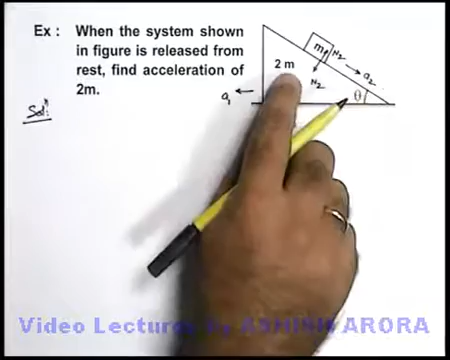 Ex : When the system shown
in figure is released from
rest, find acceleration of
2m.
Solⁿ:
m
N₂
a₂
2 m
N₂
a₁
θ
Video Lectures by ASHISH ARORA